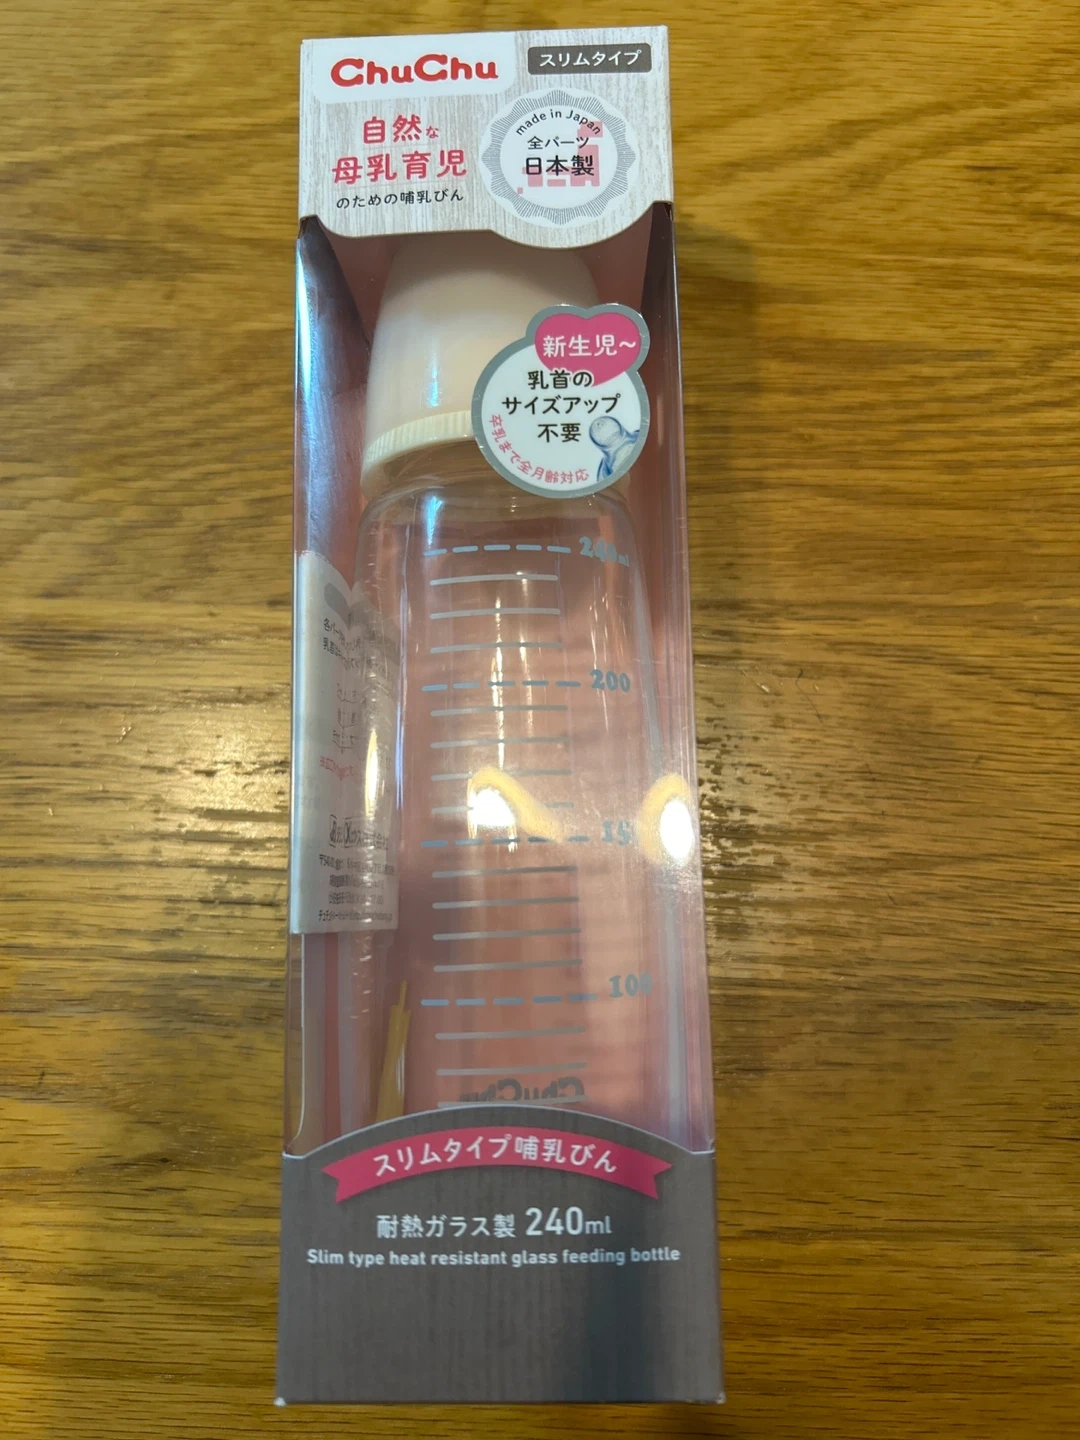 ChuChu
スリムタイプ
自然な
母乳育児
のための哺乳びん
made in Japan
全パーツ
日本製
新生児～
乳首の
サイズアップ
不要
卒乳まで全月齢対応
240ml
200
15
10
ChuChu
スリムタイプ哺乳びん
耐熱ガラス製 240ml
Slim type heat resistant glass feeding bottle